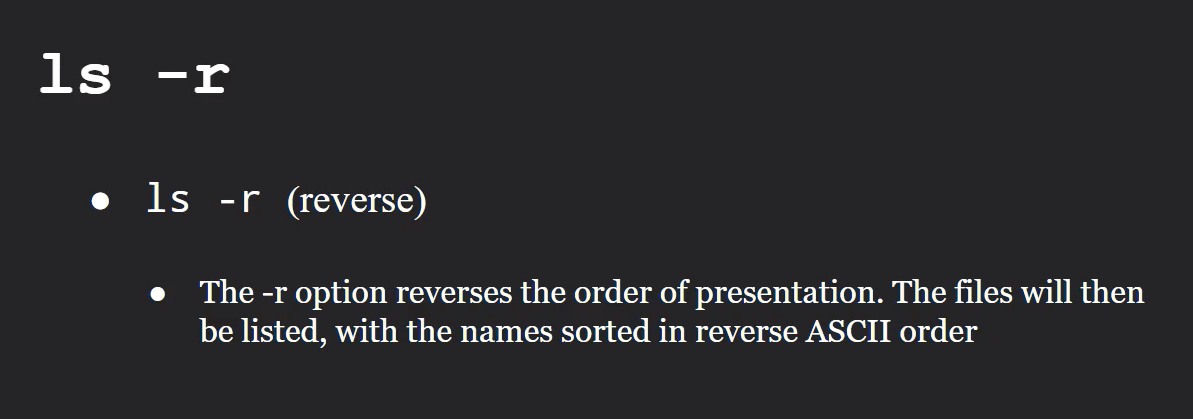 ls -r
● ls -r (reverse)
● The -r option reverses the order of presentation. The files will then
be listed, with the names sorted in reverse ASCII order